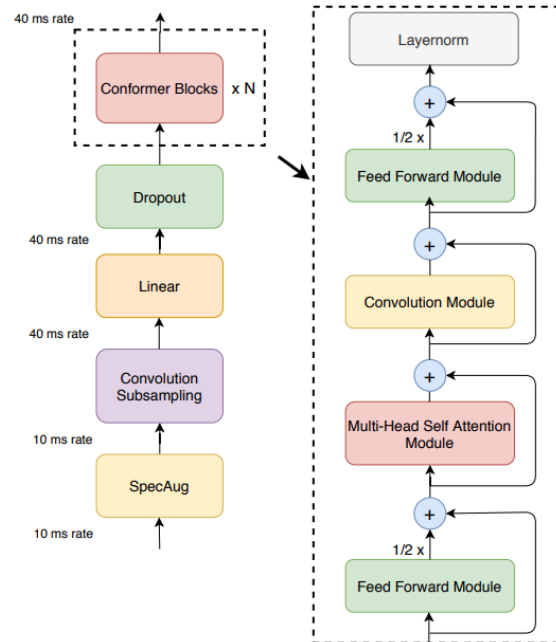 40 ms rate
Conformer Blocks
x N
Dropout
40 ms rate
Linear
40 ms rate
Convolution
Subsampling
10 ms rate
SpecAug
10 ms rate
Layernorm
+
1/2 x
Feed Forward Module
+
Convolution Module
+
Multi-Head Self Attention
Module
+
1/2 x
Feed Forward Module